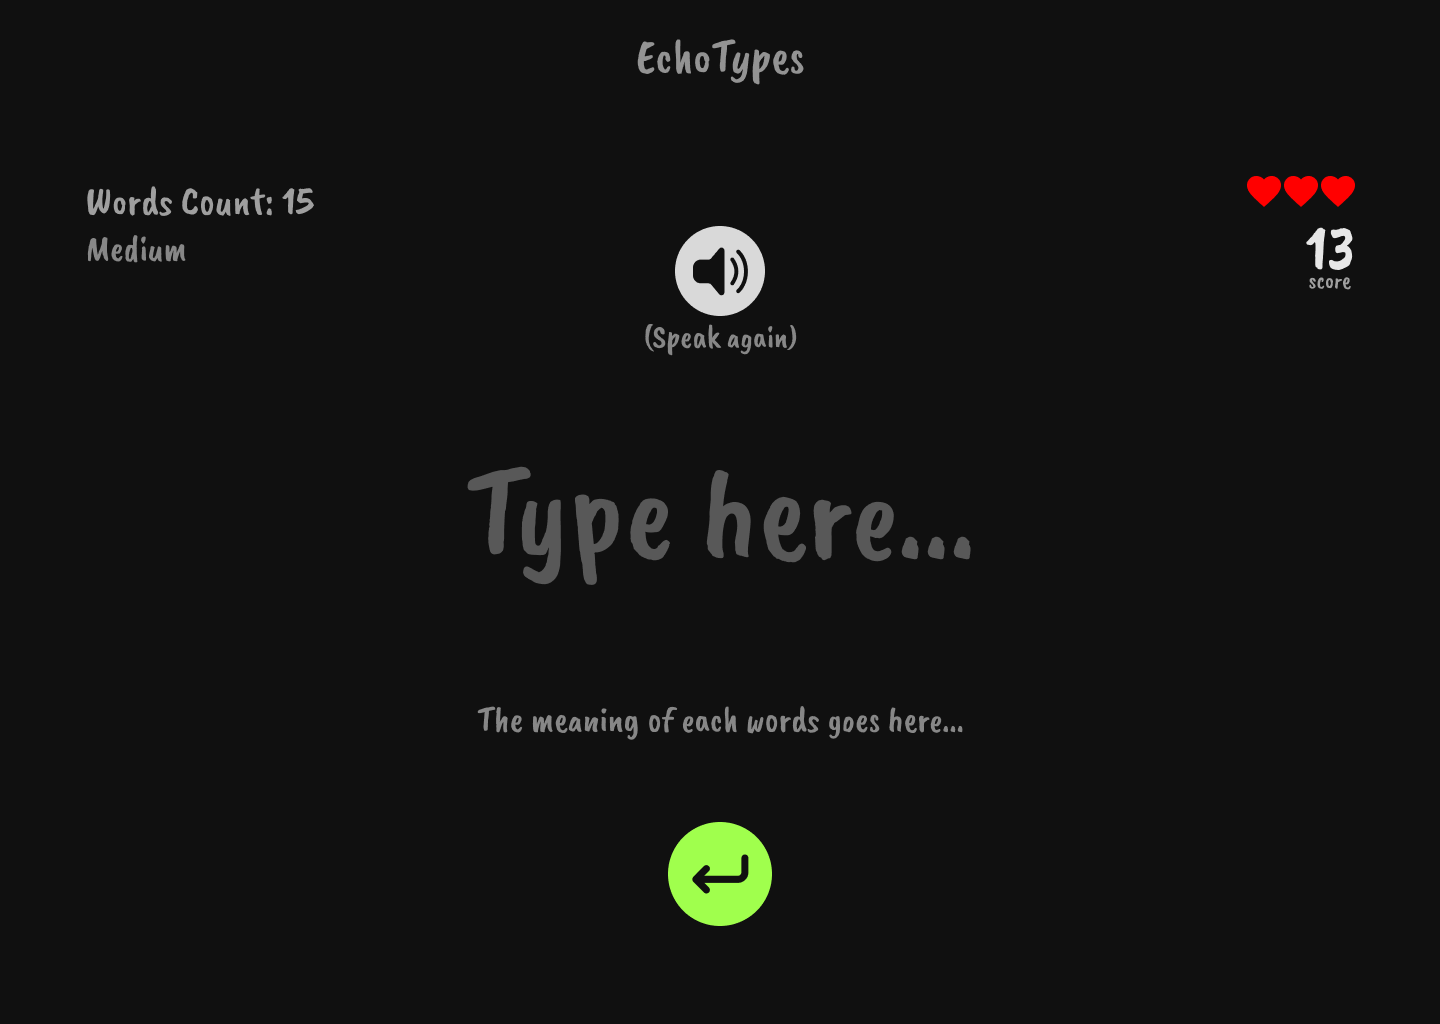 EchoTypes
Words Count: 15
Medium
13
score
(Speak again)
Type here...
The meaning of each words goes here...